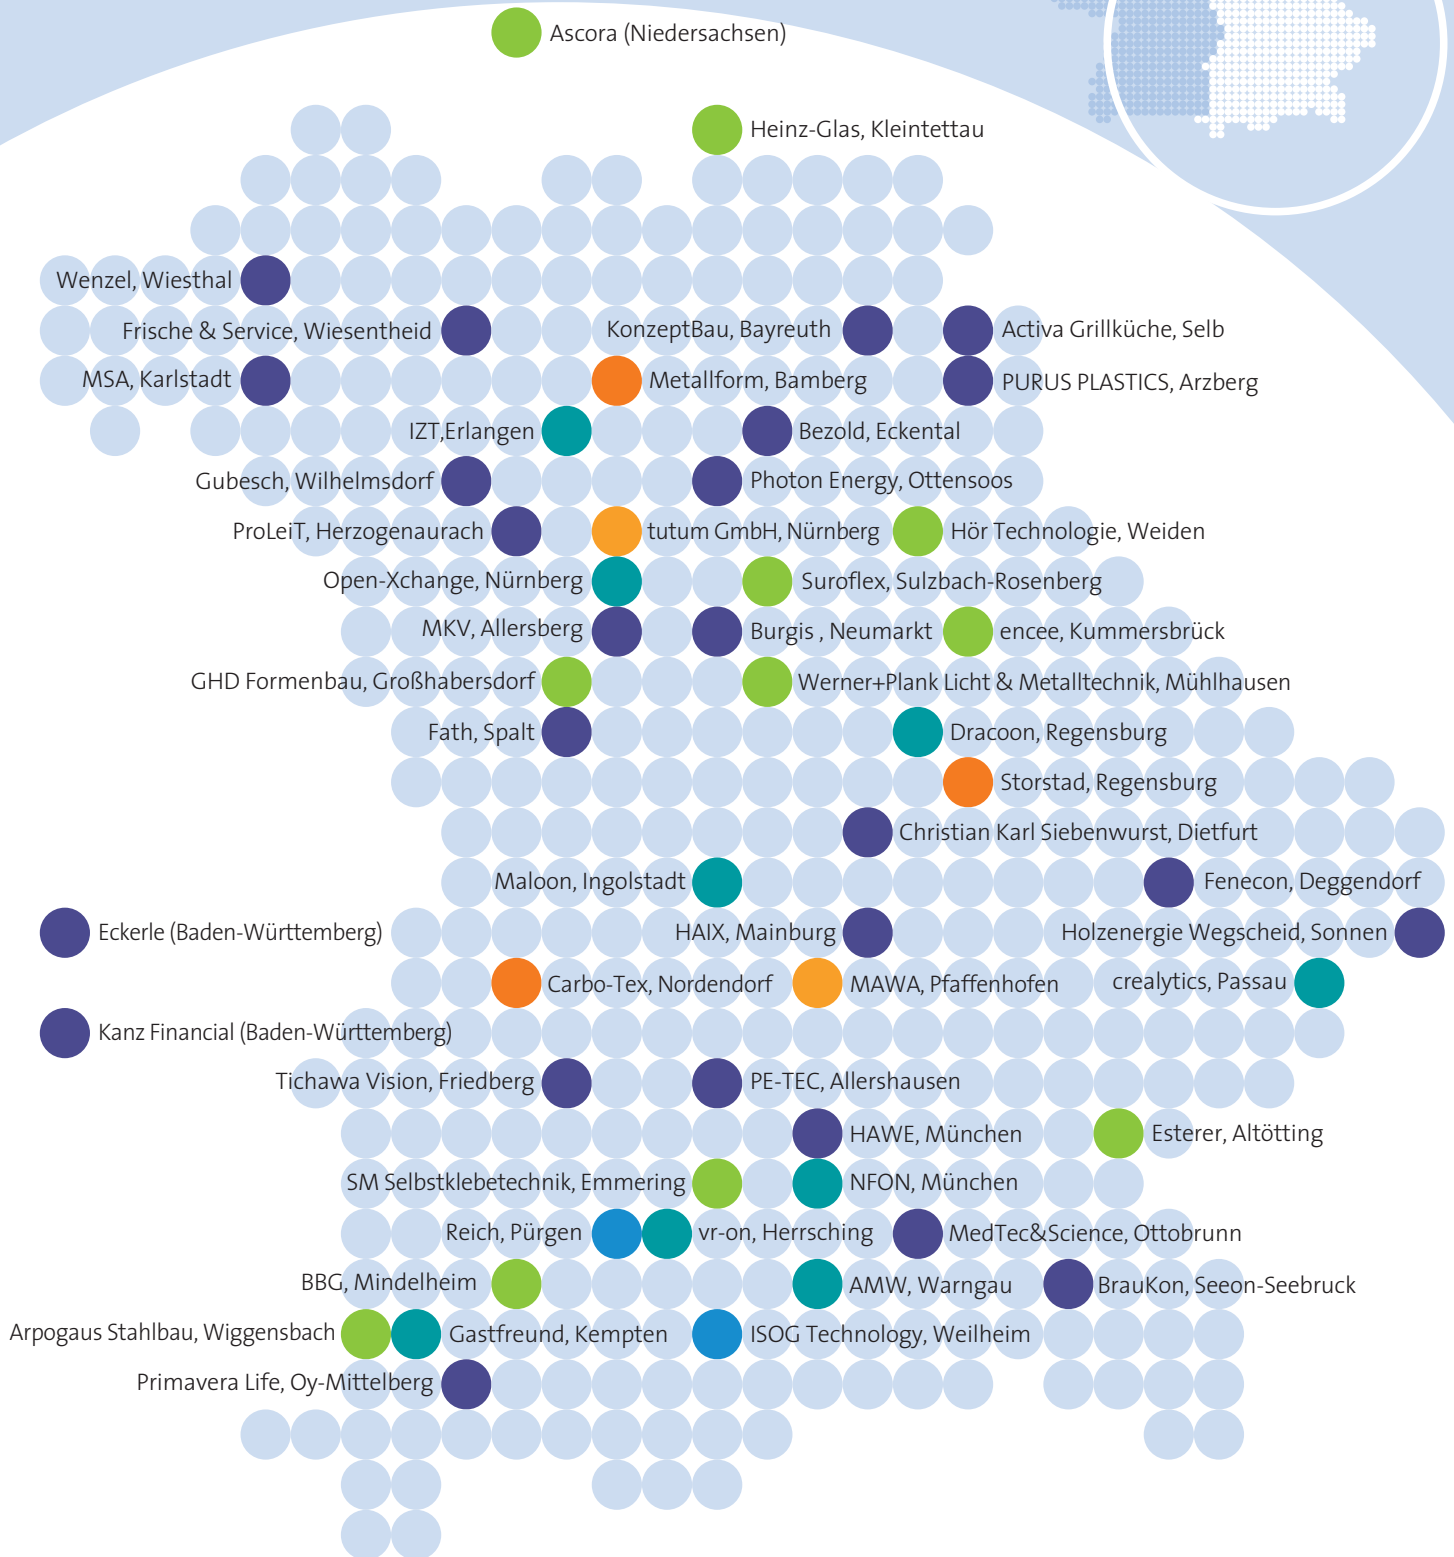 Ascora (Niedersachsen)
Heinz-Glas, Kleintettau
Wenzel, Wiesthal
Frische & Service, Wiesentheid
KonzeptBau, Bayreuth
Activa Grillküche, Selb
MSA, Karlstadt
Metallform, Bamberg
PURUS PLASTICS, Arzberg
IZT,Erlangen
Bezold, Eckental
Gubesch, Wilhelmsdorf
Photon Energy, Ottensoos
ProLeiT, Herzogenaurach
tutum GmbH, Nürnberg
Hör Technologie, Weiden
Open-Xchange, Nürnberg
Suroflex, Sulzbach-Rosenberg
MKV, Allersberg
Burgis , Neumarkt
encee, Kummersbrück
GHD Formenbau, Großhabersdorf
Werner+Plank Licht & Metalltechnik, Mühlhausen
Fath, Spalt
Dracoon, Regensburg
Storstad, Regensburg
Christian Karl Siebenwurst, Dietfurt
Maloon, Ingolstadt
Fenecon, Deggendorf
Eckerle (Baden-Württemberg)
HAIX, Mainburg
Holzenergie Wegscheid, Sonnen
Carbo-Tex, Nordendorf
MAWA, Pfaffenhofen
crealytics, Passau
Kanz Financial (Baden-Württemberg)
Tichawa Vision, Friedberg
PE-TEC, Allershausen
HAWE, München
Esterer, Altötting
SM Selbstklebetechnik, Emmering
NFON, München
Reich, Pürgen
vr-on, Herrsching
MedTec&Science, Ottobrunn
BBG, Mindelheim
AMW, Warngau
BrauKon, Seeon-Seebruck
Arpogaus Stahlbau, Wiggensbach
Gastfreund, Kempten
ISOG Technology, Weilheim
Primavera Life, Oy-Mittelberg